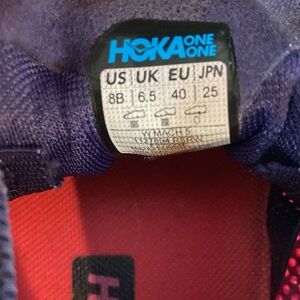 HOKA ONE ONE
US UK EU JPN
8B 6.5 40 25
W MACH 5
H